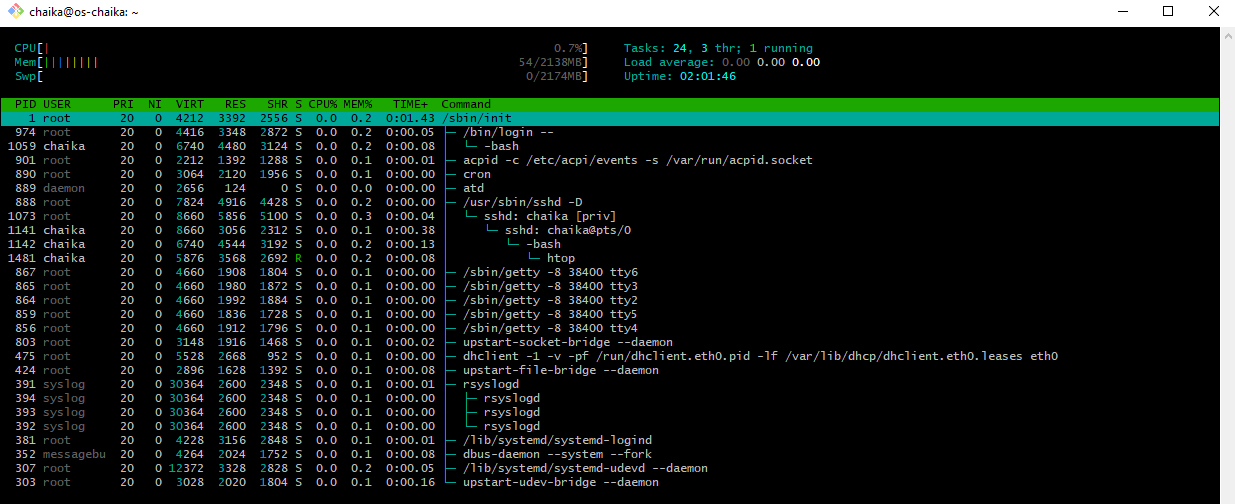 chaika@os-chaika: ~
CPU[| 0.7%] Tasks: 24, 3 thr; 1 running
Mem[|||||||| 54/2138MB] Load average: 0.00 0.00 0.00
Swp[ 0/2174MB] Uptime: 02:01:46
PID USER PRI NI VIRT RES SHR S CPU% MEM% TIME+ Command
1 root 20 0 4212 3392 2556 S 0.0 0.2 0:01.43 /sbin/init
974 root 20 0 4416 3348 2872 S 0.0 0.2 0:00.05 ├─ /bin/login --
1059 chaika 20 0 6740 4480 3124 S 0.0 0.2 0:00.08 │ └─ -bash
901 root 20 0 2212 1392 1288 S 0.0 0.1 0:00.01 ├─ acpid -c /etc/acpi/events -s /var/run/acpid.socket
890 root 20 0 3064 2120 1956 S 0.0 0.1 0:00.00 ├─ cron
889 daemon 20 0 2656 124 0 S 0.0 0.0 0:00.00 ├─ atd
888 root 20 0 7824 4916 4428 S 0.0 0.2 0:00.00 ├─ /usr/sbin/sshd -D
1073 root 20 0 8660 5856 5100 S 0.0 0.3 0:00.04 │ └─ sshd: chaika [priv]
1141 chaika 20 0 8660 3056 2312 S 0.0 0.1 0:00.38 │ └─ sshd: chaika@pts/0
1142 chaika 20 0 6740 4544 3192 S 0.0 0.2 0:00.13 │ └─ -bash
1481 chaika 20 0 5876 3568 2692 R 0.0 0.2 0:00.08 │ └─ htop
867 root 20 0 4660 1908 1804 S 0.0 0.1 0:00.00 ├─ /sbin/getty -8 38400 tty6
865 root 20 0 4660 1980 1872 S 0.0 0.1 0:00.00 ├─ /sbin/getty -8 38400 tty3
864 root 20 0 4660 1992 1884 S 0.0 0.1 0:00.00 ├─ /sbin/getty -8 38400 tty2
859 root 20 0 4660 1836 1728 S 0.0 0.1 0:00.00 ├─ /sbin/getty -8 38400 tty5
856 root 20 0 4660 1912 1796 S 0.0 0.1 0:00.00 ├─ /sbin/getty -8 38400 tty4
803 root 20 0 3148 1916 1468 S 0.0 0.1 0:00.02 ├─ upstart-socket-bridge --daemon
475 root 20 0 5528 2668 952 S 0.0 0.1 0:00.00 ├─ dhclient -1 -v -pf /run/dhclient.eth0.pid -lf /var/lib/dhcp/dhclient.eth0.leases eth0
424 root 20 0 2896 1628 1392 S 0.0 0.1 0:00.08 ├─ upstart-file-bridge --daemon
391 syslog 20 0 30364 2600 2348 S 0.0 0.1 0:00.01 ├─ rsyslogd
394 syslog 20 0 30364 2600 2348 S 0.0 0.1 0:00.00 │ ├─ rsyslogd
393 syslog 20 0 30364 2600 2348 S 0.0 0.1 0:00.00 │ ├─ rsyslogd
392 syslog 20 0 30364 2600 2348 S 0.0 0.1 0:00.00 │ └─ rsyslogd
381 root 20 0 4228 3156 2848 S 0.0 0.1 0:00.01 ├─ /lib/systemd/systemd-logind
352 messagebu 20 0 4264 2024 1752 S 0.0 0.1 0:00.08 ├─ dbus-daemon --system --fork
307 root 20 0 12372 3328 2828 S 0.0 0.2 0:00.05 ├─ /lib/systemd/systemd-udevd --daemon
303 root 20 0 3028 2020 1804 S 0.0 0.1 0:00.16 └─ upstart-udev-bridge --daemon